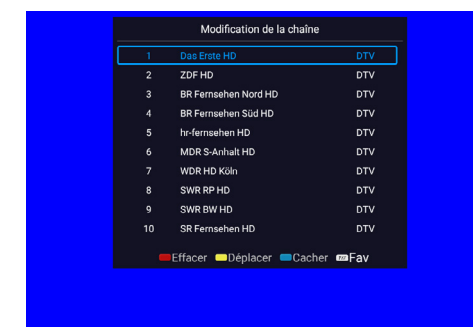 Modification de la chaîne
1 Das Erste HD DTV
2 ZDF HD DTV
3 BR Fernsehen Nord HD DTV
4 BR Fernsehen Süd HD DTV
5 hr-fernsehen HD DTV
6 MDR S-Anhalt HD DTV
7 WDR HD Köln DTV
8 SWR RP HD DTV
9 SWR BW HD DTV
10 SR Fernsehen HD DTV
Effacer Déplacer Cacher Fav